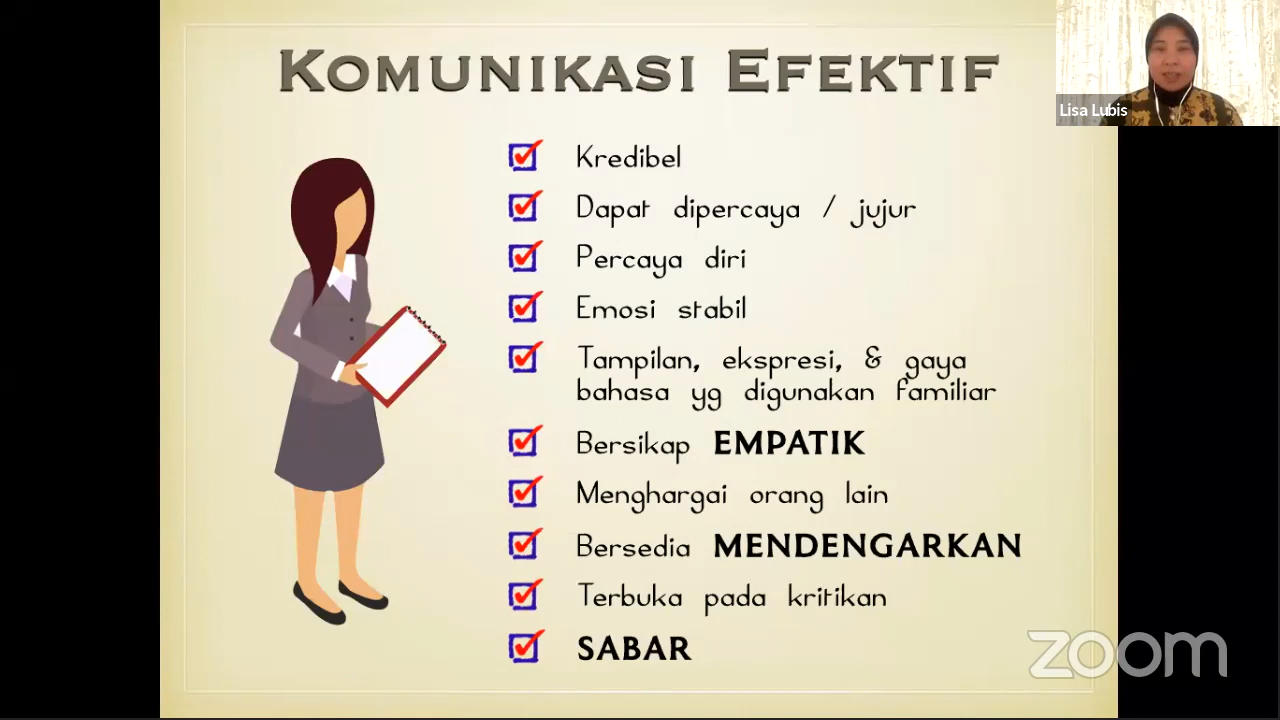 KOMUNIKASI EFEKTIF
Lisa Lubis
Kredibel
Dapat dipercaya / jujur
Percaya diri
Emosi stabil
Tampilan, ekspresi, & gaya
bahasa yg digunakan familiar
Bersikap EMPATIK
Menghargai orang lain
Bersedia MENDENGARKAN
Terbuka pada kritikan
SABAR
zoom